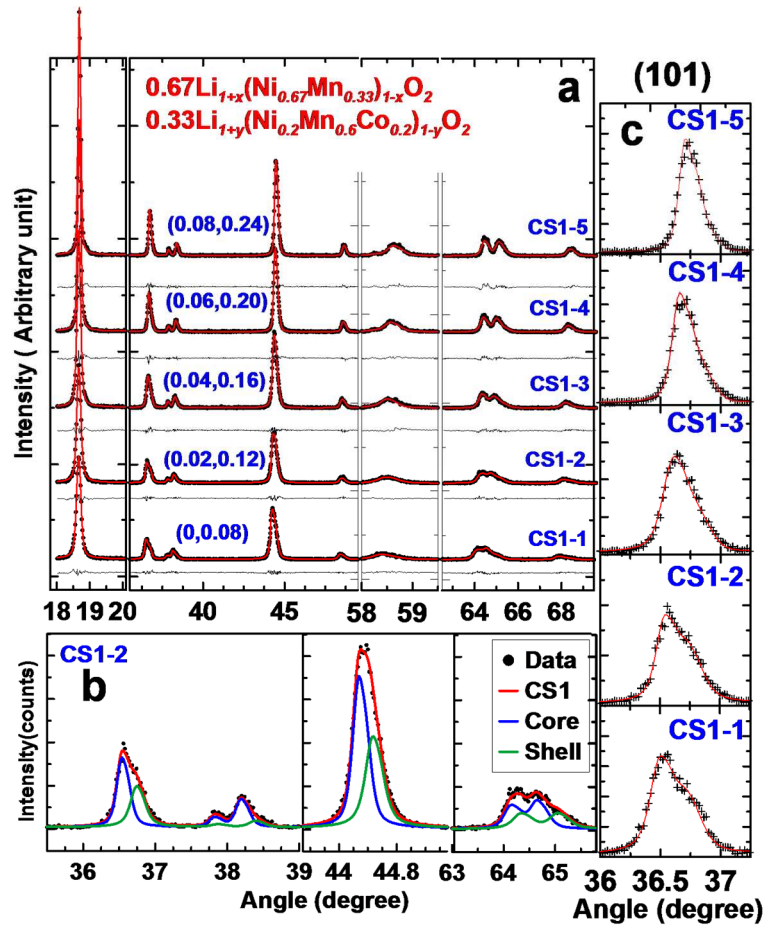 0.67Li1+x(Ni0.67Mn0.33)1-xO2
0.33Li1+y(Ni0.2Mn0.6Co0.2)1-yO2
a
Intensity ( Arbitrary unit)
(0.08,0.24)
CS1-5
(0.06,0.20)
CS1-4
(0.04,0.16)
CS1-3
(0.02,0.12)
CS1-2
(0,0.08)
CS1-1
18 19 20 40 45 58 59 64 66 68
CS1-2
b
Data
CS1
Core
Shell
Intensity(counts)
36 37 38 39 44 44.8 63 64 65
Angle (degree)
Angle (degree)
(101)
c
CS1-5
CS1-4
CS1-3
CS1-2
CS1-1
36 36.5 37
Angle (degree)